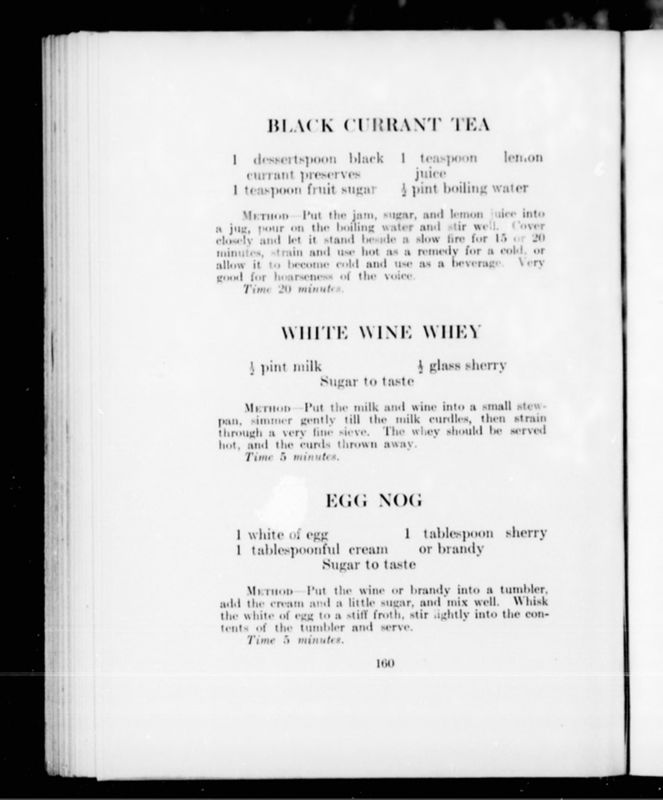 BLACK CURRANT TEA
1 dessertspoon black currant preserves
1 teaspoon lemon juice
1 teaspoon fruit sugar
½ pint boiling water
METHOD—Put the jam, sugar, and lemon juice into
a jug, pour on the boiling water and stir well. Cover
closely and let it stand beside a slow fire for 15 or 20
minutes, strain and use hot as a remedy for a cold, or
allow it to become cold and use as a beverage. Very
good for hoarseness of the voice.
Time 20 minutes.
WHITE WINE WHEY
½ pint milk
½ glass sherry
Sugar to taste
METHOD—Put the milk and wine into a small stew-
pan, simmer gently till the milk curdles, then strain
through a very fine sieve. The whey should be served
hot, and the curds thrown away.
Time 5 minutes.
EGG NOG
1 white of egg
1 tablespoon sherry or brandy
1 tablespoonful cream
Sugar to taste
METHOD—Put the wine or brandy into a tumbler,
add the cream and a little sugar, and mix well. Whisk
the white of egg to a stiff froth, stir lightly into the con-
tents of the tumbler and serve.
Time 5 minutes.
160